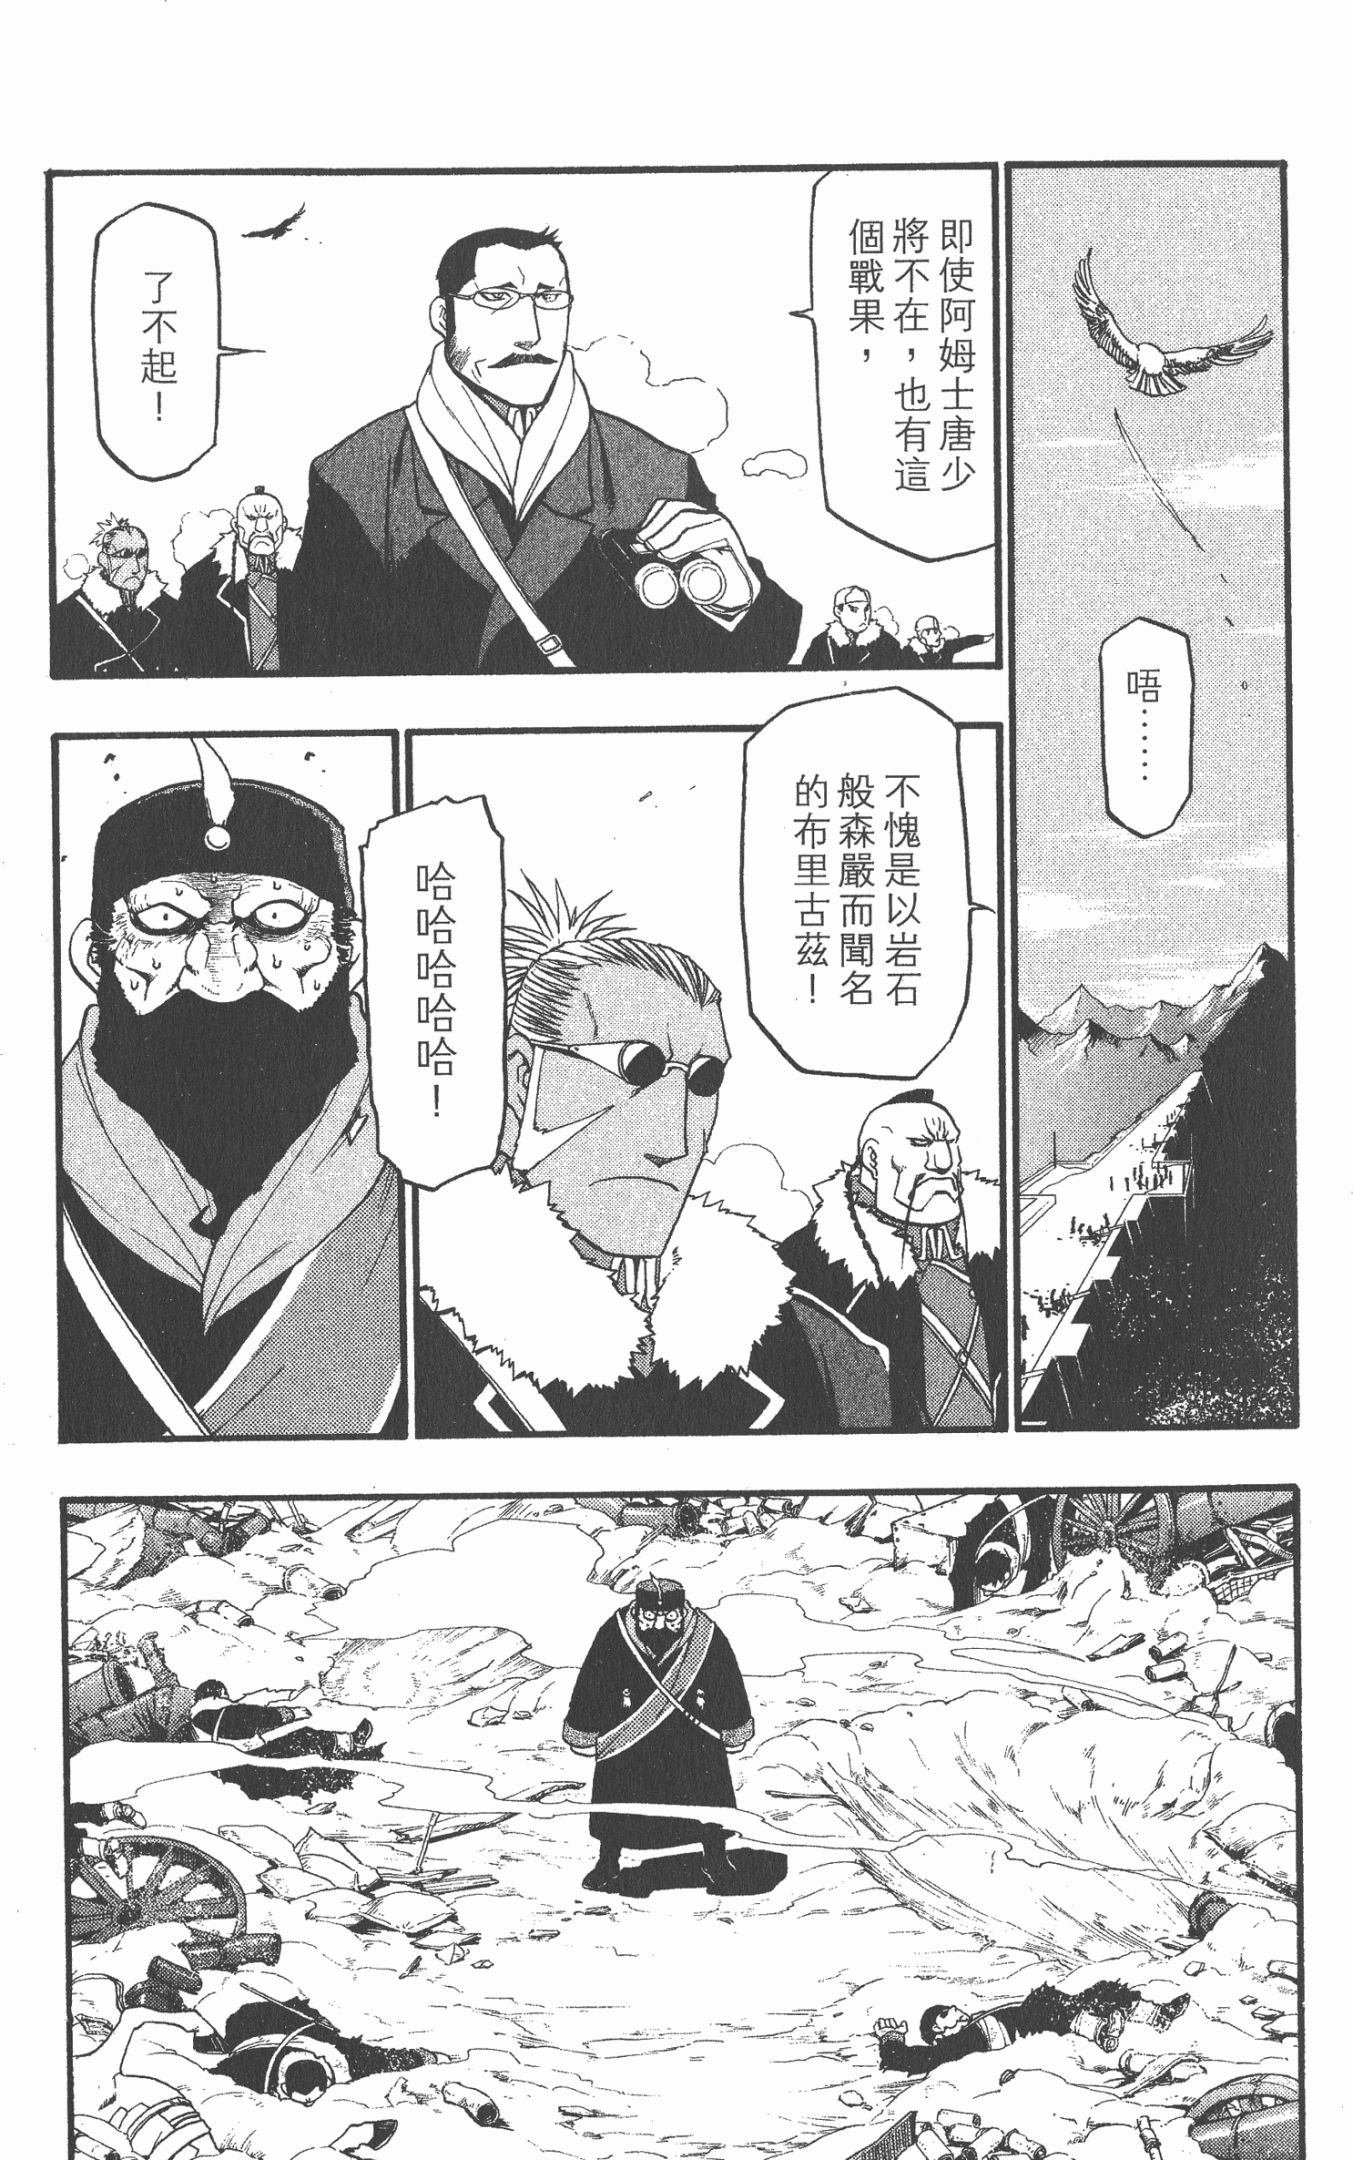 唔……
即使阿姆士唐少
將不在，也有這
個戰果，
了不起！
不愧是以岩石
般森嚴而聞名
的布里古茲！
哈哈哈哈哈！